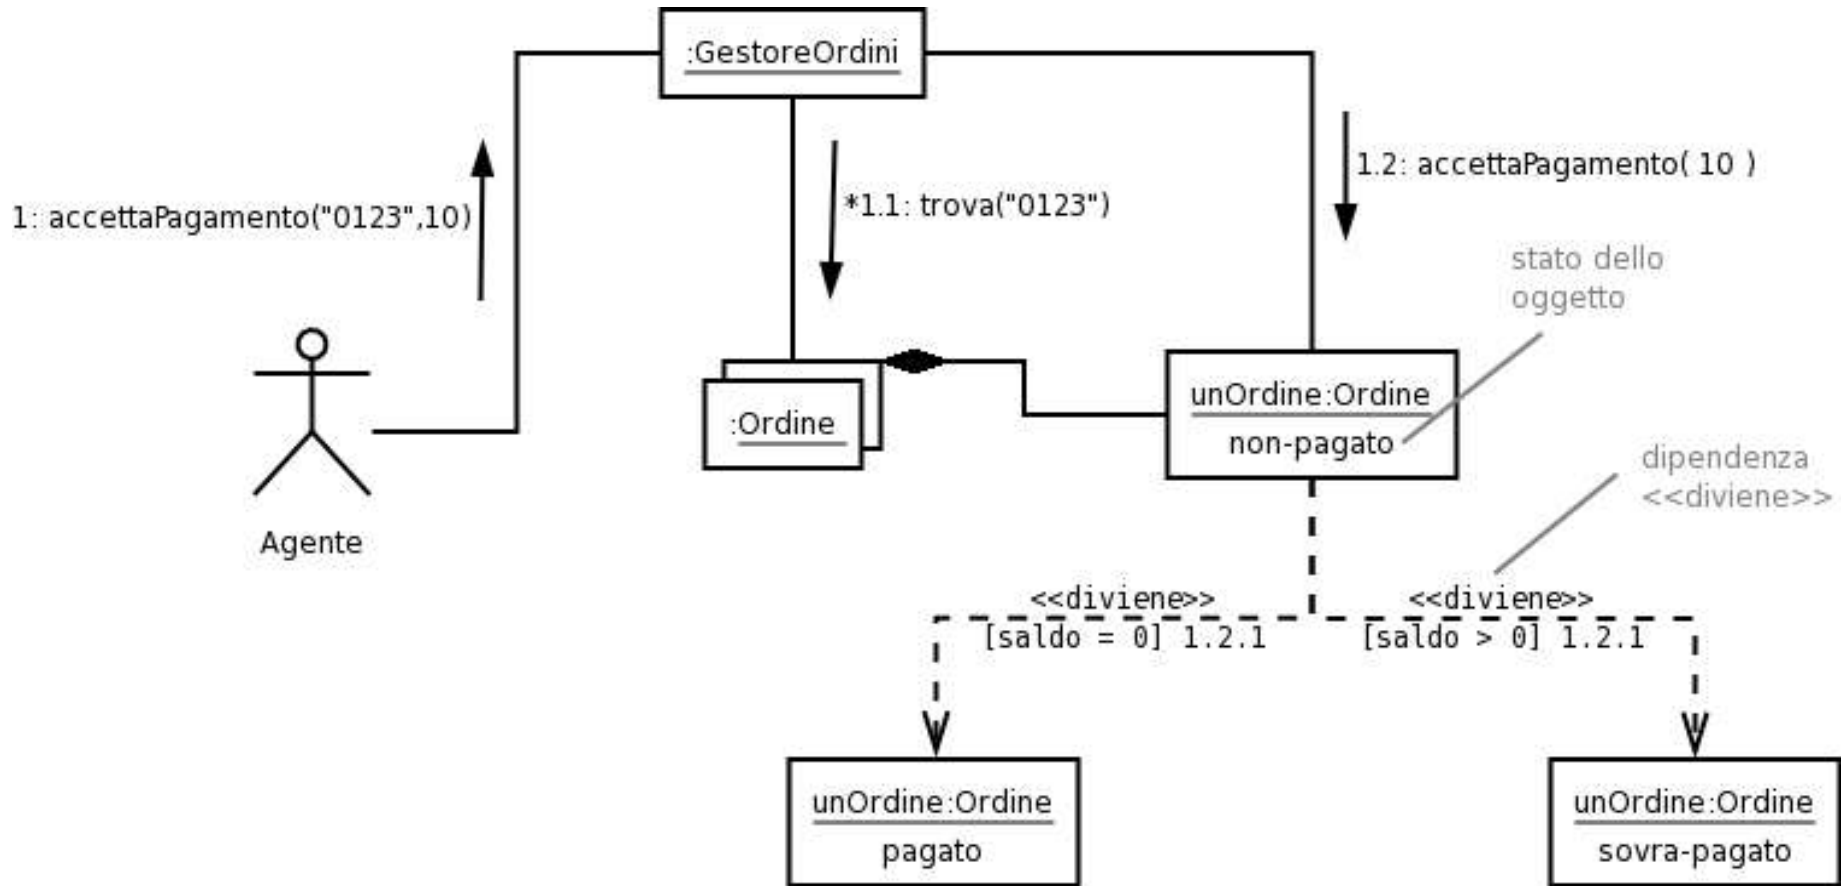 :GestoreOrdini
1.2: accettaPagamento( 10 )
1: accettaPagamento("0123",10)
*1.1: trova("0123")
stato dello
oggetto
unOrdine:Ordine
non-pagato
:Ordine
dipendenza
<<diviene>>
Agente
<<diviene>>
[saldo = 0] 1.2.1
<<diviene>>
[saldo > 0] 1.2.1
unOrdine:Ordine
pagato
unOrdine:Ordine
sovra-pagato